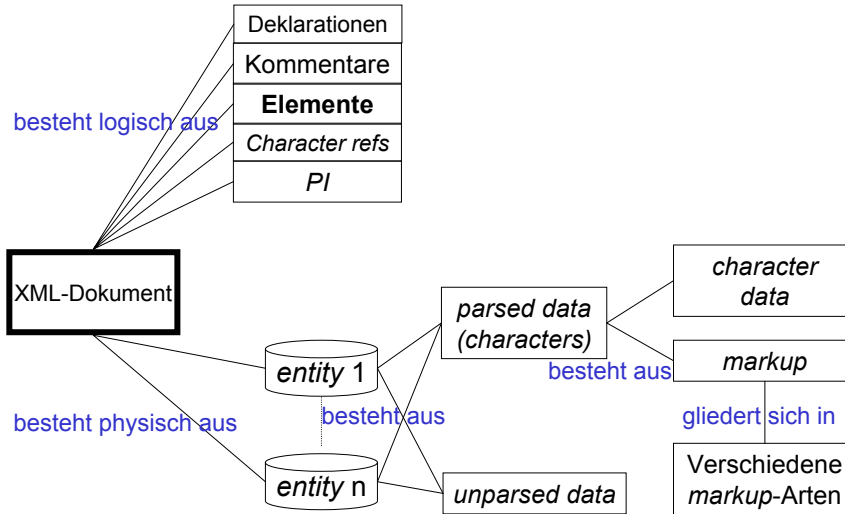 Deklarationen
Kommentare
Elemente
besteht logisch aus
Character refs
PI
XML-Dokument
character
data
parsed data
(characters)
entity 1
markup
besteht aus
besteht physisch aus
besteht aus
gliedert sich in
entity n
unparsed data
Verschiedene
markup-Arten